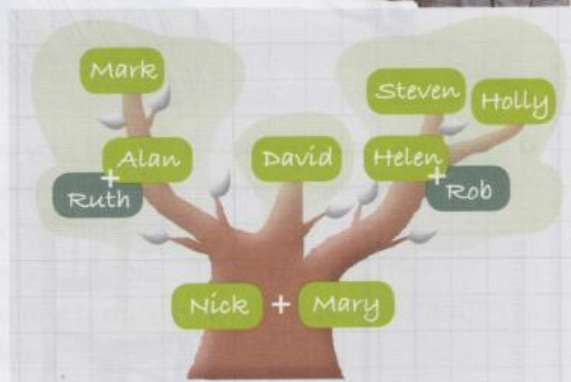 Mark
Steven
Holly
Alan
David
Helen
+
+
Ruth
Rob
Nick + Mary